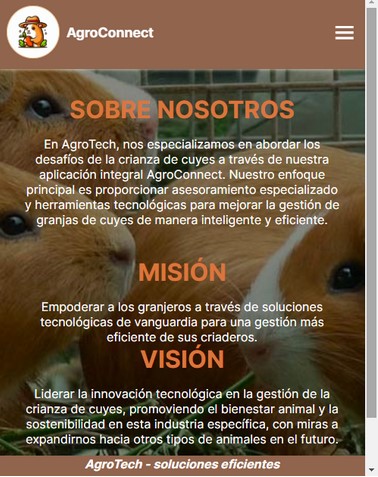 AgroConnect
SOBRE NOSOTROS
En AgroTech, nos especializamos en abordar los
desafíos de la crianza de cuyes a través de nuestra
aplicación integral AgroConnect. Nuestro enfoque
principal es proporcionar asesoramiento especializado
y herramientas tecnológicas para mejorar la gestión de
granjas de cuyes de manera inteligente y eficiente.
MISIÓN
Empoderar a los granjeros a través de soluciones
tecnológicas de vanguardia para una gestión más
eficiente de sus criaderos.
VISIÓN
Liderar la innovación tecnológica en la gestión de la
crianza de cuyes, promoviendo el bienestar animal y la
sostenibilidad en esta industria específica, con miras a
expandirnos hacia otros tipos de animales en el futuro.
AgroTech - soluciones eficientes